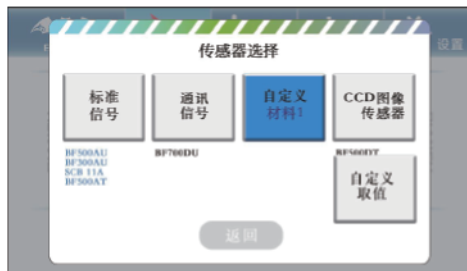 设置
传感器选择
标准
信号
通讯
信号
自定义
材料1
CCD图像
传感器
BF500AU
BF300AU
SCB 11A
BF500AT
BF700DU
BF500DT
自定义
取值
返回